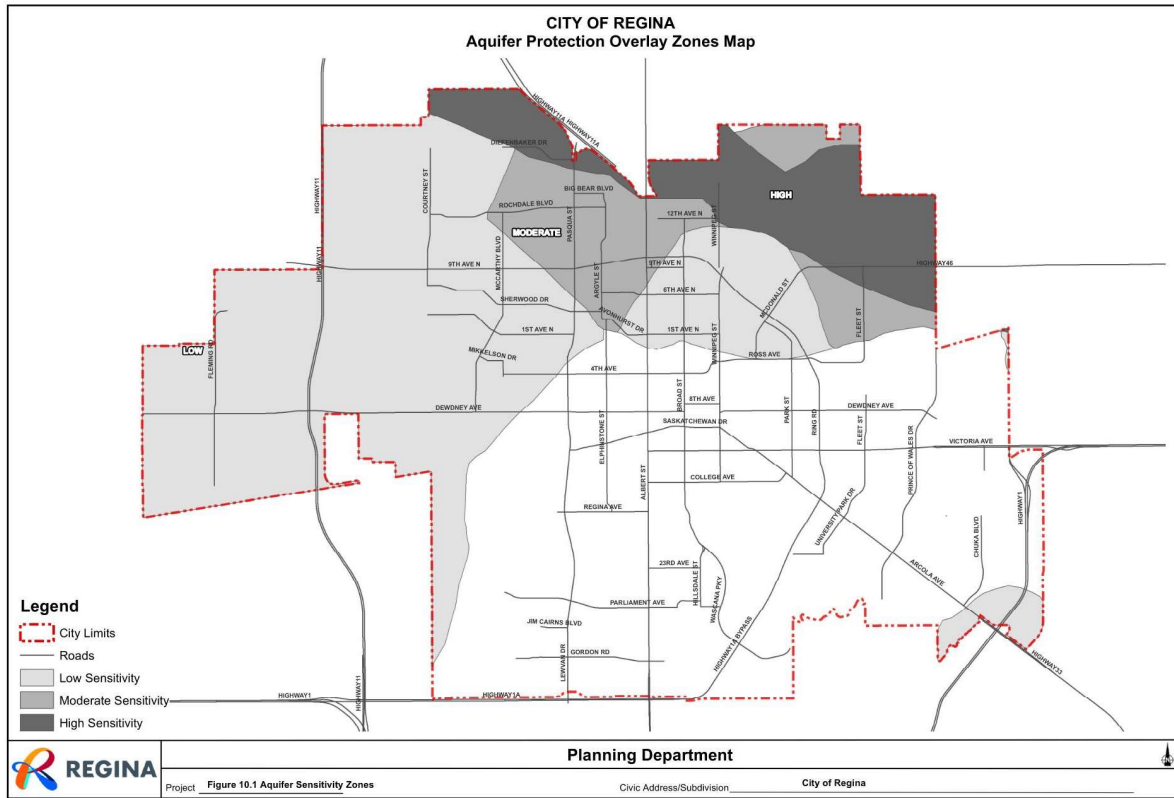 CITY OF REGINA
Aquifer Protection Overlay Zones Map
HIGHWAY11A
HIGHWAY11A
DIEFENBAKER DR
HIGHWAY11
COURTNEY ST
BIG BEAR BLVD
HIGH
ROCHDALE BLVD
PASQUA ST
12TH AVE N
WINNIPEG ST
MODERATE
MCCARTHY BLVD
HIGHWAY11
9TH AVE N
9TH AVE N
HIGHWAY46
ARGYLE ST
6TH AVE N
MCDONALD ST
SHERWOOD DR
AVONHURST DR
FLEET ST
1ST AVE N
1ST AVE N
WINNIPEG ST
LOW
FLEMING RD
MIKKELSON DR
ROSS AVE
4TH AVE
BROAD ST
8TH AVE
PARK ST
DEWDNEY AVE
DEWDNEY AVE
SASKATCHEWAN DR
RING RD
FLEET ST
ELPHINSTONE ST
PRINCE OF WALES DR
VICTORIA AVE
ALBERT ST
COLLEGE AVE
REGINA AVE
UNIVERSITY PARK DR
HIGHWAY1
CHUKA BLVD
23RD AVE
HILLSDALE ST
WASCANA PKY
ARCOLA AVE
PARLIAMENT AVE
JIM CAIRNS BLVD
LEWVAN DR
GORDON RD
HIGHWAY1A BYPASS
HIGHWAY33
HIGHWAY1
HIGHWAY11
HIGHWAY1A
Legend
City Limits
Roads
Low Sensitivity
Moderate Sensitivity
High Sensitivity
REGINA
Planning Department
Project Figure 10.1 Aquifer Sensitivity Zones
Civic Address/Subdivision City of Regina